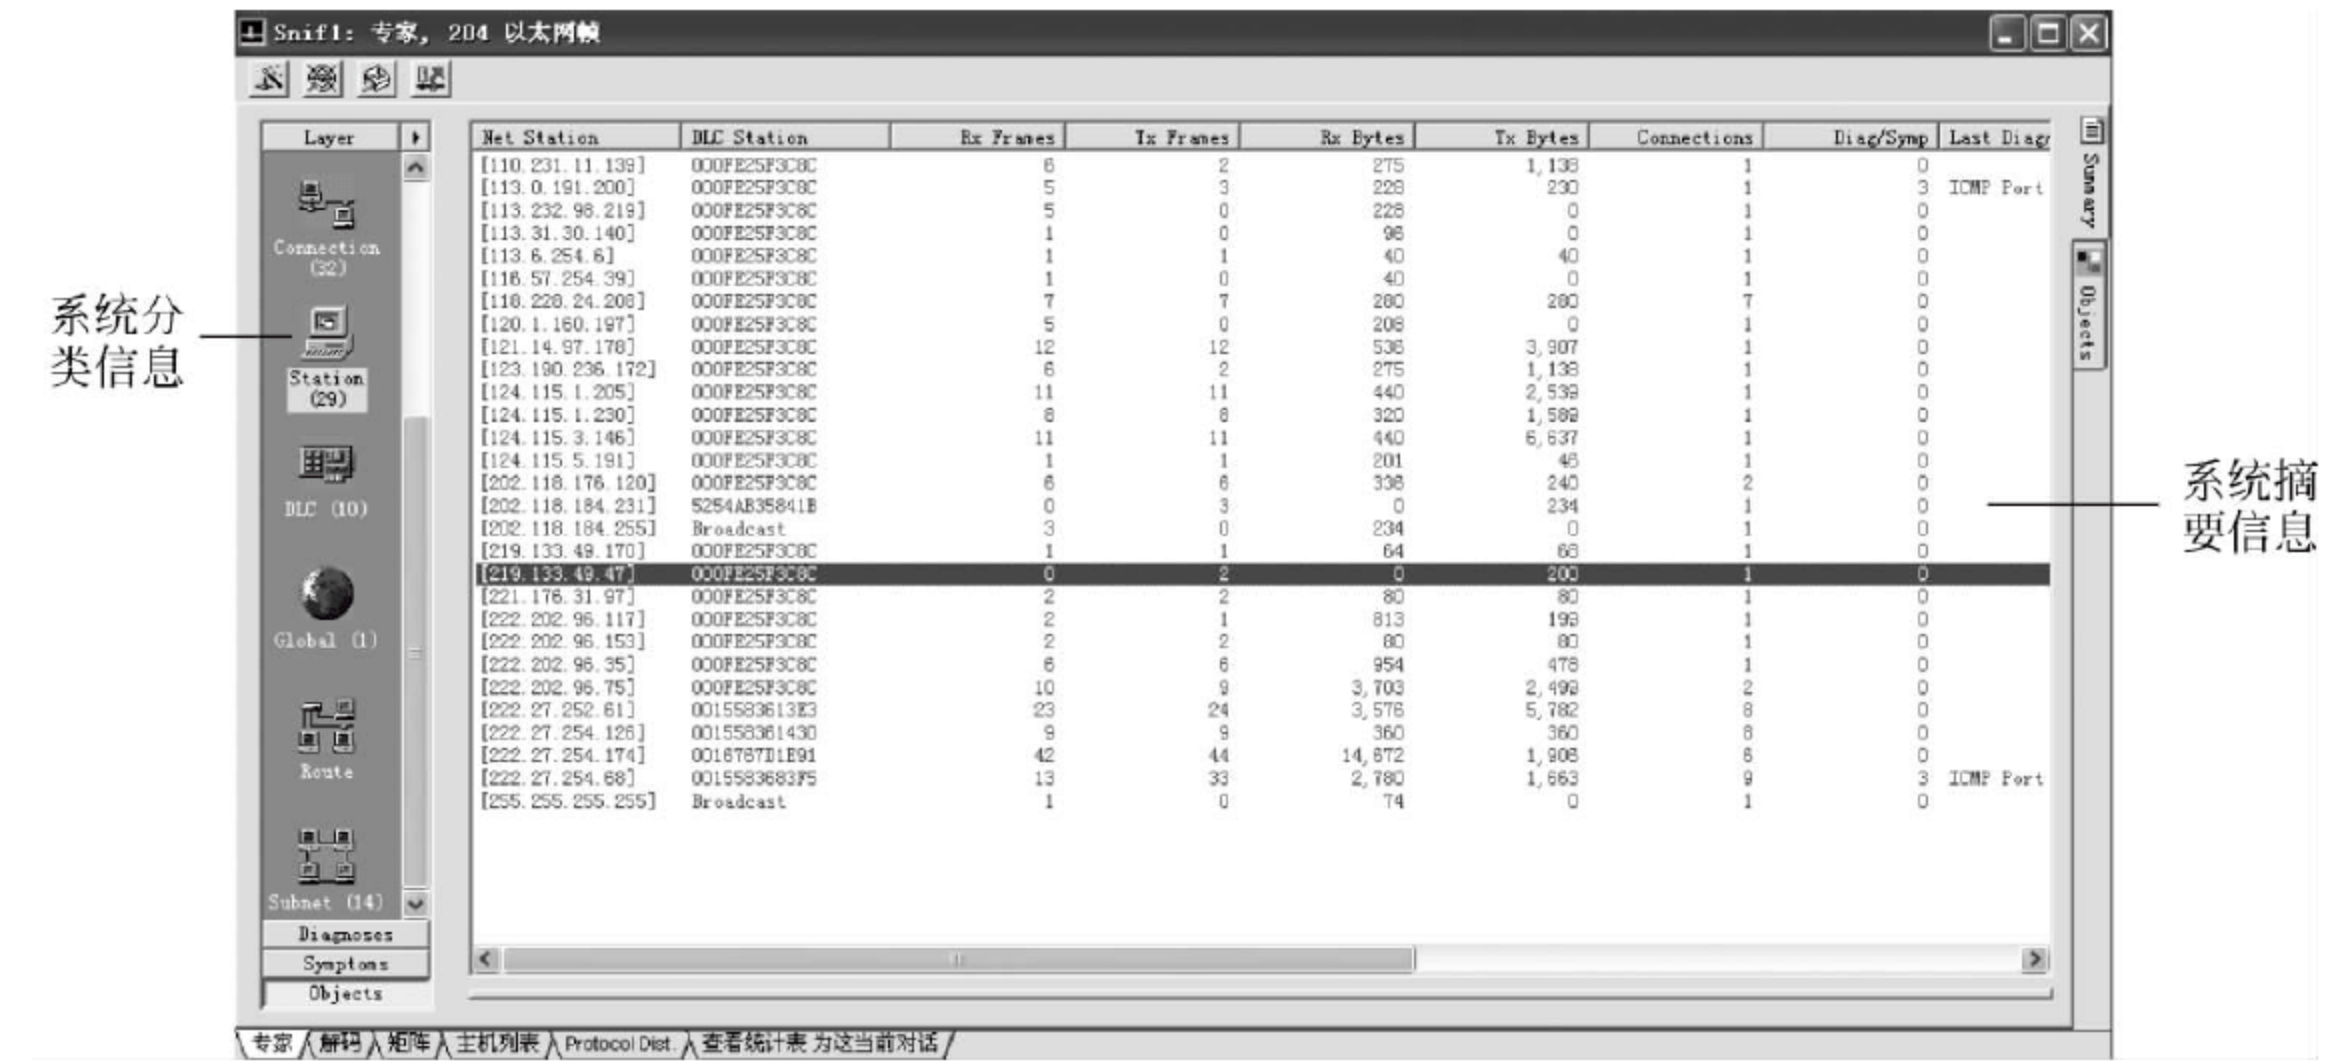 Snif1: 专家, 204 以太网帧
Layer
Connection
(32)
Station
(29)
DLC (10)
Global (1)
Route
Subnet (14)
Diagnoses
Symptoms
Objects
系统分
类信息
Net Station DLC Station Rx Frames Tx Frames Rx Bytes Tx Bytes Connections Diag/Symp Last Diagr
[110.231.11.139] 000FE25F3C8C 6 2 275 1,138 1 0
[113.0.191.200] 000FE25F3C8C 5 3 228 230 1 3 ICMP Port
[113.232.98.219] 000FE25F3C8C 5 0 228 0 1 0
[113.31.30.140] 000FE25F3C8C 1 0 96 0 1 0
[113.6.254.6] 000FE25F3C8C 1 1 40 40 1 0
[116.57.254.39] 000FE25F3C8C 1 0 40 0 1 0
[118.228.24.208] 000FE25F3C8C 7 7 280 280 7 0
[120.1.160.197] 000FE25F3C8C 5 0 208 0 1 0
[121.14.97.178] 000FE25F3C8C 12 12 536 3,907 1 0
[123.190.236.172] 000FE25F3C8C 6 2 275 1,138 1 0
[124.115.1.205] 000FE25F3C8C 11 11 440 2,539 1 0
[124.115.1.230] 000FE25F3C8C 8 8 320 1,589 1 0
[124.115.3.146] 000FE25F3C8C 11 11 440 6,637 1 0
[124.115.5.191] 000FE25F3C8C 1 1 201 46 1 0
[202.118.176.120] 000FE25F3C8C 6 6 336 240 2 0
[202.118.184.231] 5254AB35841B 0 3 0 234 1 0
[202.118.184.255] Broadcast 3 0 234 0 1 0
[219.133.49.170] 000FE25F3C8C 1 1 64 68 1 0
[219.133.49.47] 000FE25F3C8C 0 2 0 200 1 0
[221.176.31.97] 000FE25F3C8C 2 2 80 80 1 0
[222.202.96.117] 000FE25F3C8C 2 1 813 199 1 0
[222.202.96.153] 000FE25F3C8C 2 2 80 80 1 0
[222.202.96.35] 000FE25F3C8C 6 6 954 478 1 0
[222.202.96.75] 000FE25F3C8C 10 9 3,703 2,499 2 0
[222.27.252.61] 0015583613E3 23 24 3,576 5,782 8 0
[222.27.254.126] 001558361430 9 9 360 360 8 0
[222.27.254.174] 0016767D1E91 42 44 14,672 1,906 6 0
[222.27.254.68] 0015583683F5 13 33 2,780 1,663 9 3 ICMP Port
[255.255.255.255] Broadcast 1 0 74 0 1 0
Summary
Objects
系统摘
要信息
专家 解码 矩阵 主机列表 Protocol Dist. 查看统计表 为这当前对话